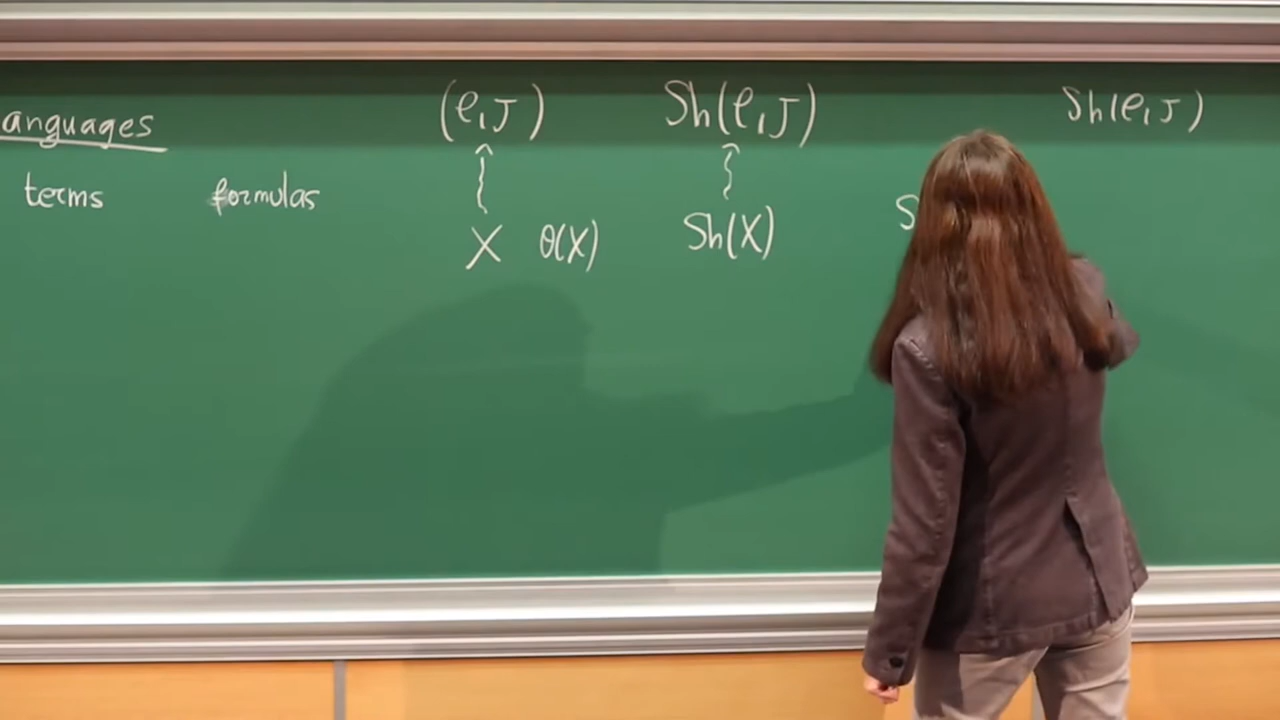 anguages
terms formulas
(C,J)
X O(X)
Sh(C,J)
Sh(X)
S
Sh(C,J)